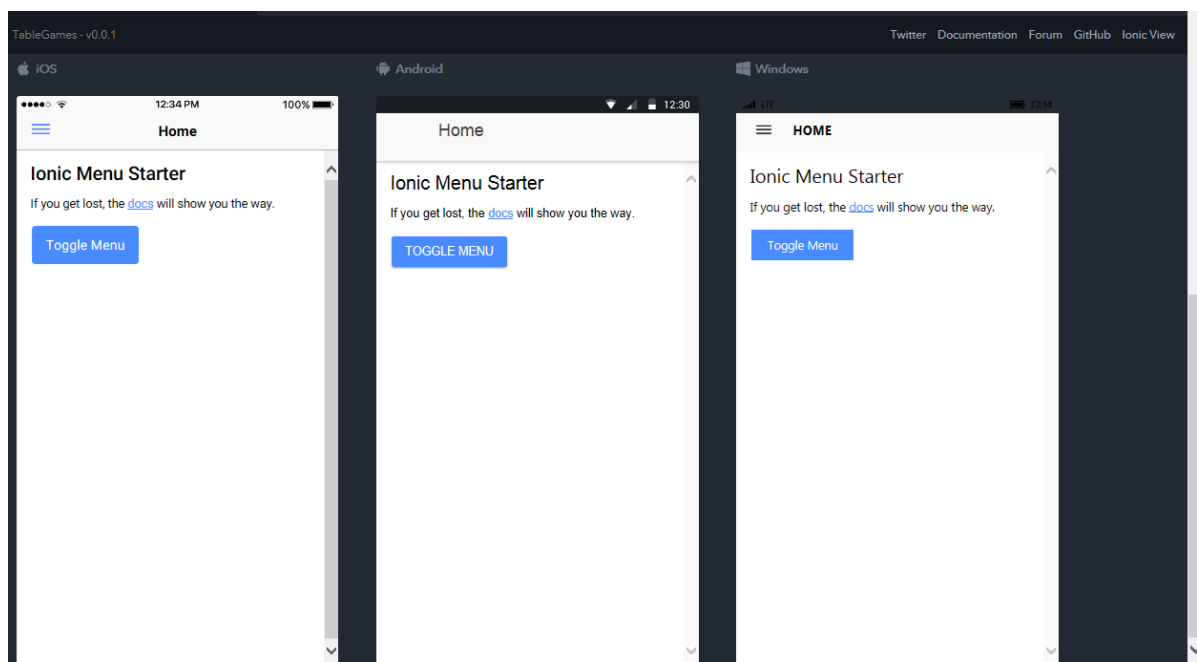 TableGames - v0.0.1
Twitter Documentation Forum GitHub Ionic View
iOS
Android
Windows
12:34 PM 100%
Home
Ionic Menu Starter
If you get lost, the docs will show you the way.
Toggle Menu
12:30
Home
Ionic Menu Starter
If you get lost, the docs will show you the way.
TOGGLE MENU
LTE 12:34
HOME
Ionic Menu Starter
If you get lost, the docs will show you the way.
Toggle Menu